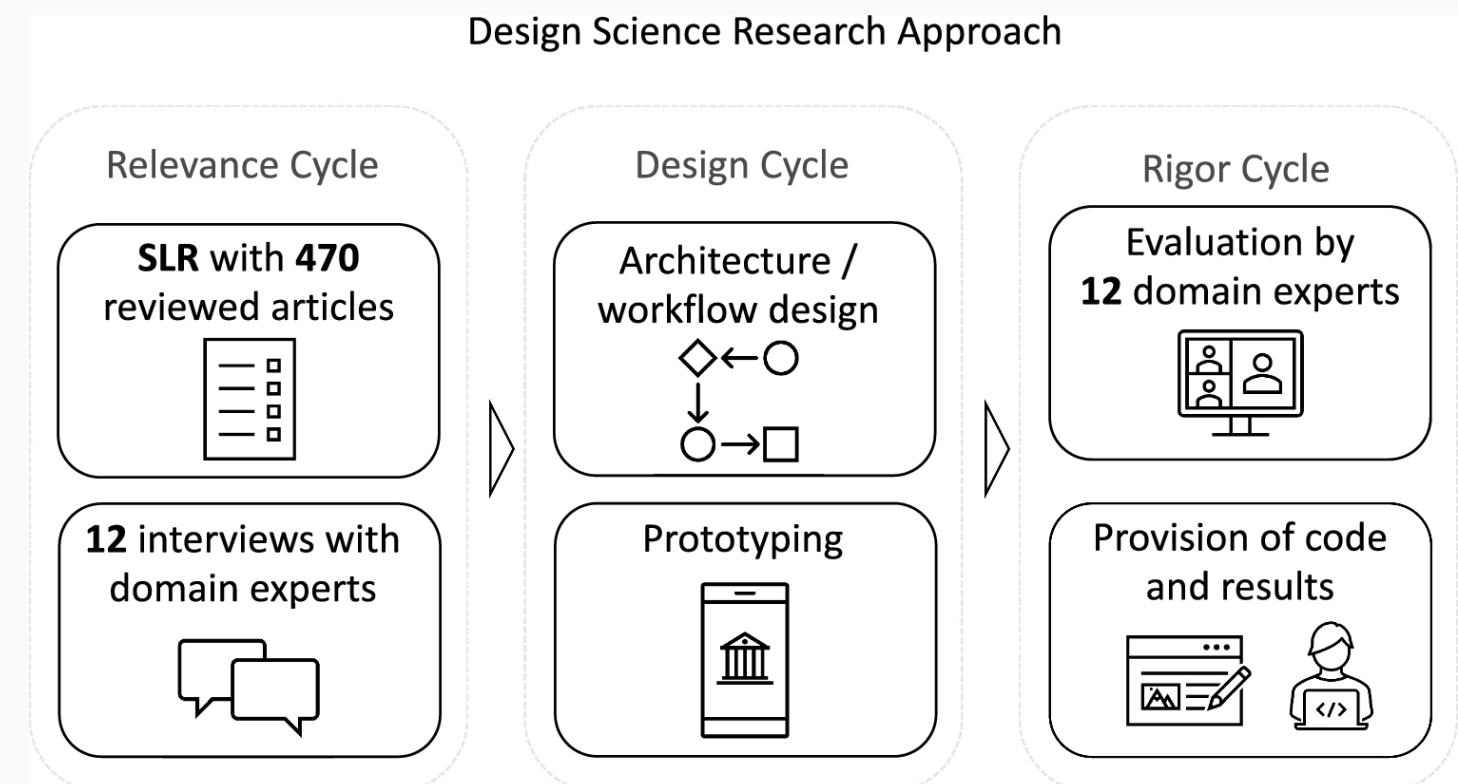 Design Science Research Approach
Relevance Cycle
SLR with 470
reviewed articles
12 interviews with
domain experts
Design Cycle
Architecture /
workflow design
Prototyping
Rigor Cycle
Evaluation by
12 domain experts
Provision of code
and results
</>